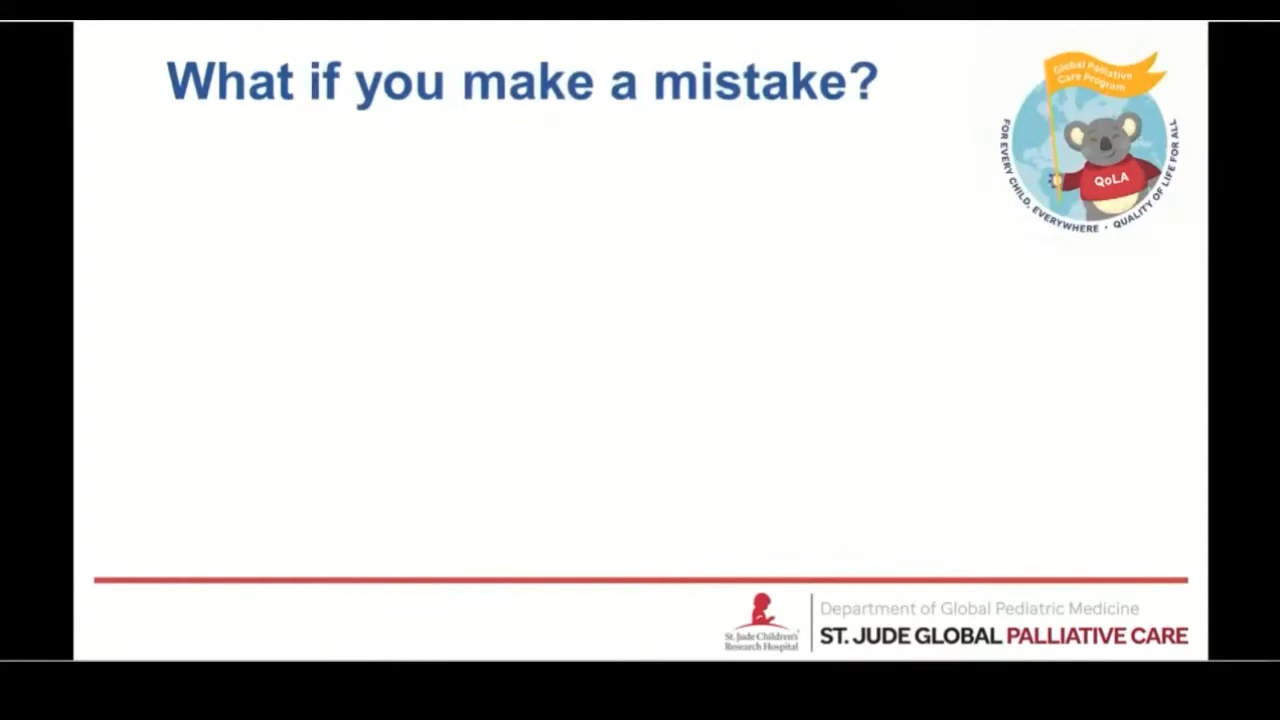 What if you make a mistake?
Global Palliative
Care Program
QoLA
FOR EVERY CHILD, EVERYWHERE • QUALITY OF LIFE FOR ALL
St. Jude Children's
Research Hospital
Department of Global Pediatric Medicine
ST. JUDE GLOBAL PALLIATIVE CARE